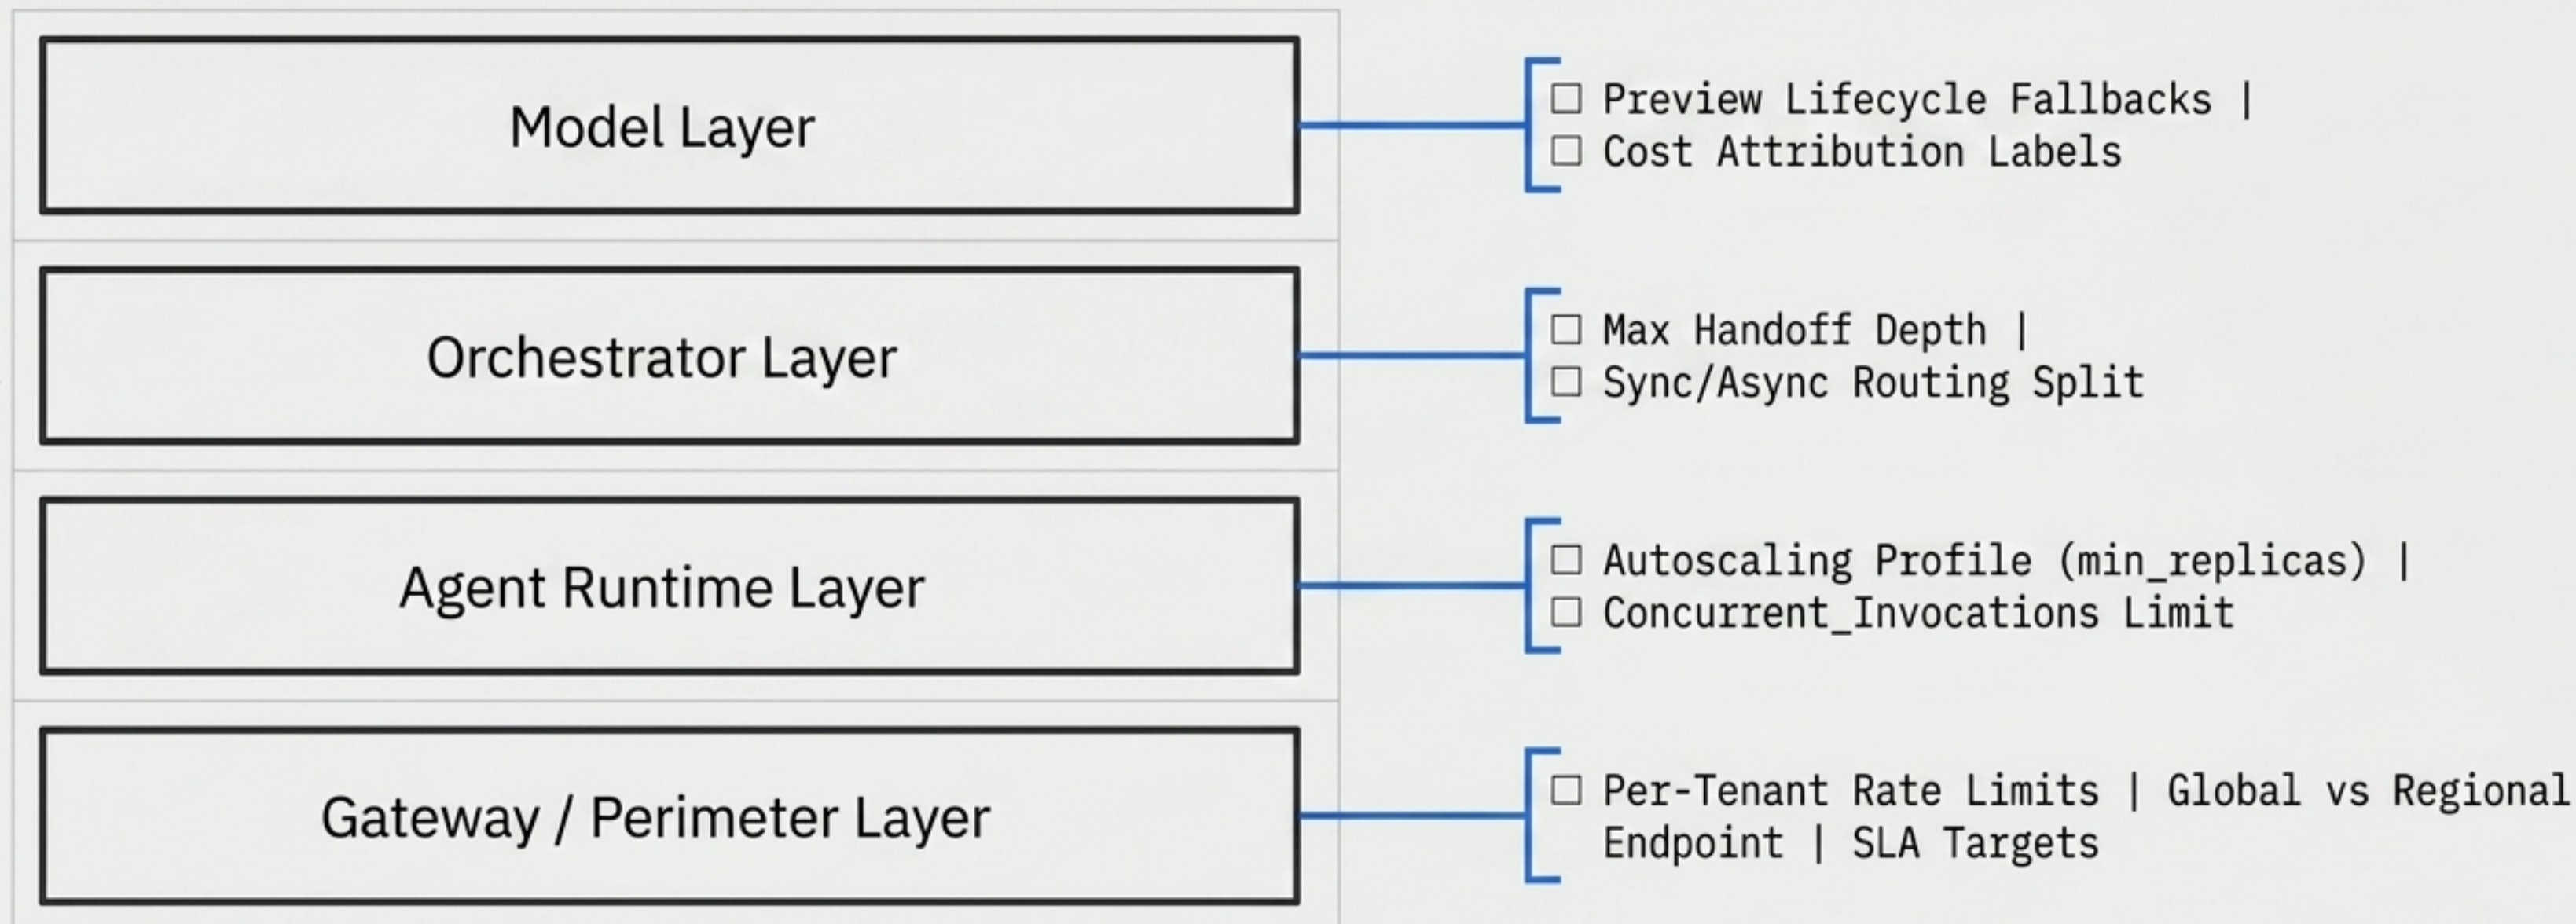 Model Layer
☐ Preview Lifecycle Fallbacks |
☐ Cost Attribution Labels
Orchestrator Layer
☐ Max Handoff Depth |
☐ Sync/Async Routing Split
Agent Runtime Layer
☐ Autoscaling Profile (min_replicas) |
☐ Concurrent_Invocations Limit
Gateway / Perimeter Layer
☐ Per-Tenant Rate Limits | Global vs Regional
Endpoint | SLA Targets